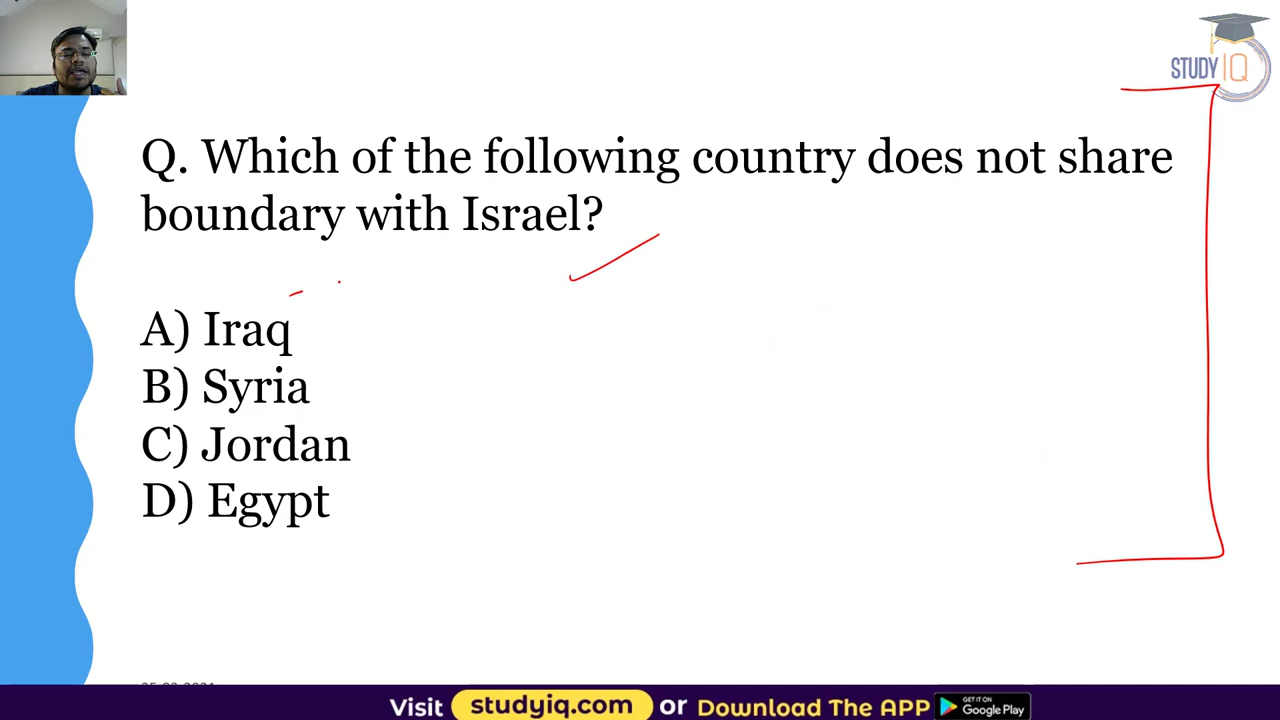 STUDY IQ
Q. Which of the following country does not share
boundary with Israel?
A) Iraq
B) Syria
C) Jordan
D) Egypt
Visit studyiq.com or Download The APP GET IT ON Google Play